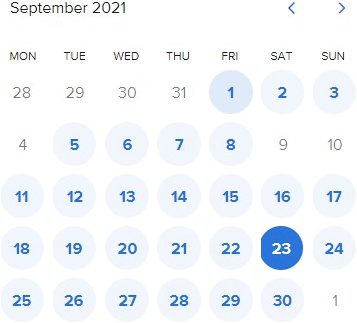 September 2021
MON TUE WED THU FRI SAT SUN
28 29 30 31 1 2 3
4 5 6 7 8 9 10
11 12 13 14 15 16 17
18 19 20 21 22 23 24
25 26 27 28 29 30 1